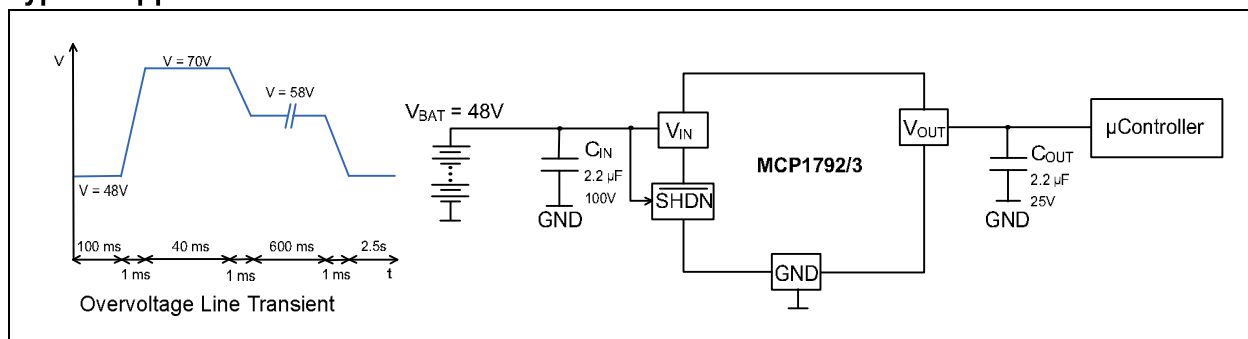 V
V = 70V
V = 58V
V = 48V
100 ms
40 ms
600 ms
2.5s
1 ms
1 ms
1 ms
t
Overvoltage Line Transient
VBAT = 48V
CIN
2.2 µF
100V
GND
VIN
SHDN
MCP1792/3
GND
VOUT
COUT
2.2 µF
25V
GND
µController